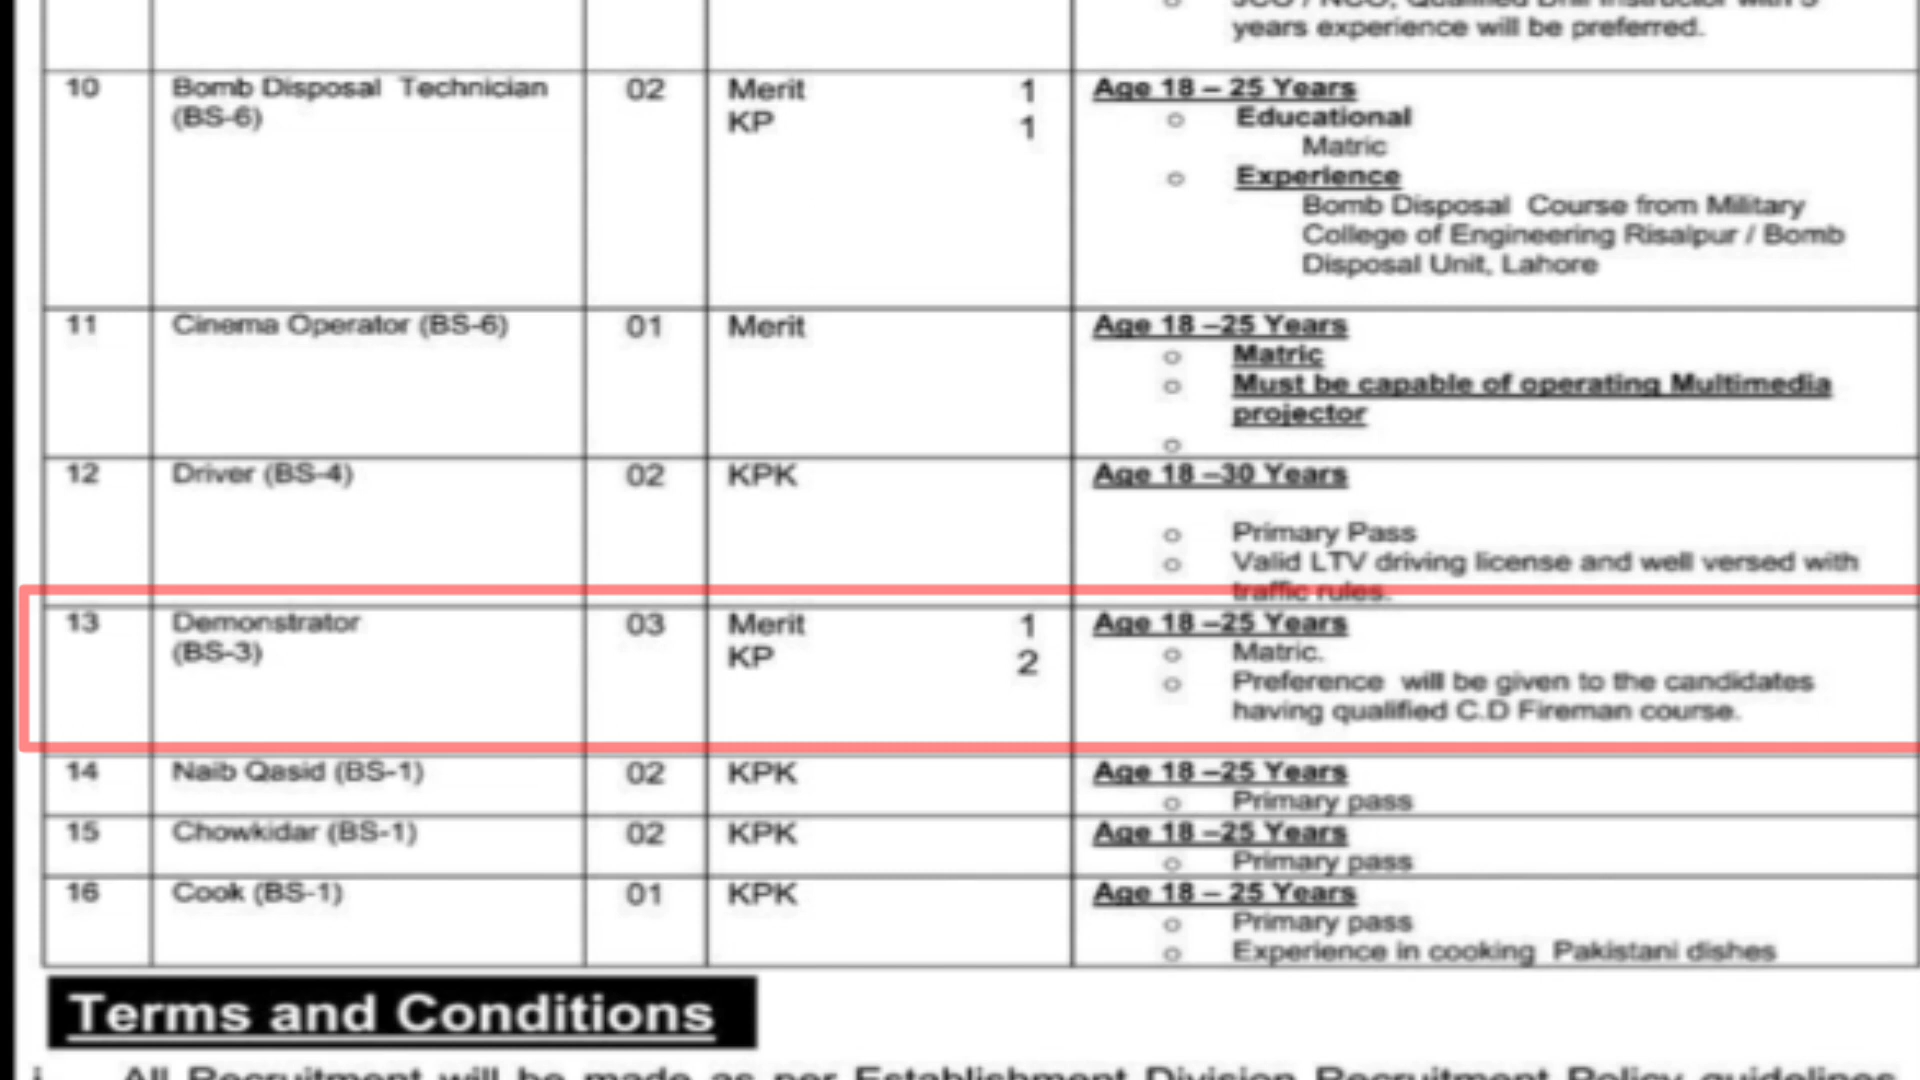 JCO / NCO, Qualified Drill Instructor with 5
years experience will be preferred.
10 Bomb Disposal Technician 02 Merit 1 Age 18 – 25 Years
(BS-6) KP 1 o Educational
Matric
o Experience
Bomb Disposal Course from Military
College of Engineering Risalpur / Bomb
Disposal Unit, Lahore
11 Cinema Operator (BS-6) 01 Merit Age 18 –25 Years
o Matric
o Must be capable of operating Multimedia
projector
o
12 Driver (BS-4) 02 KPK Age 18 –30 Years
o Primary Pass
o Valid LTV driving license and well versed with
traffic rules.
13 Demonstrator 03 Merit 1 Age 18 –25 Years
(BS-3) KP 2 o Matric.
o Preference will be given to the candidates
having qualified C.D Fireman course.
14 Naib Qasid (BS-1) 02 KPK Age 18 –25 Years
o Primary pass
15 Chowkidar (BS-1) 02 KPK Age 18 –25 Years
o Primary pass
16 Cook (BS-1) 01 KPK Age 18 – 25 Years
o Primary pass
o Experience in cooking Pakistani dishes
Terms and Conditions
i. All Recruitment will be made as per Establishment Division Recruitment Policy guidelines